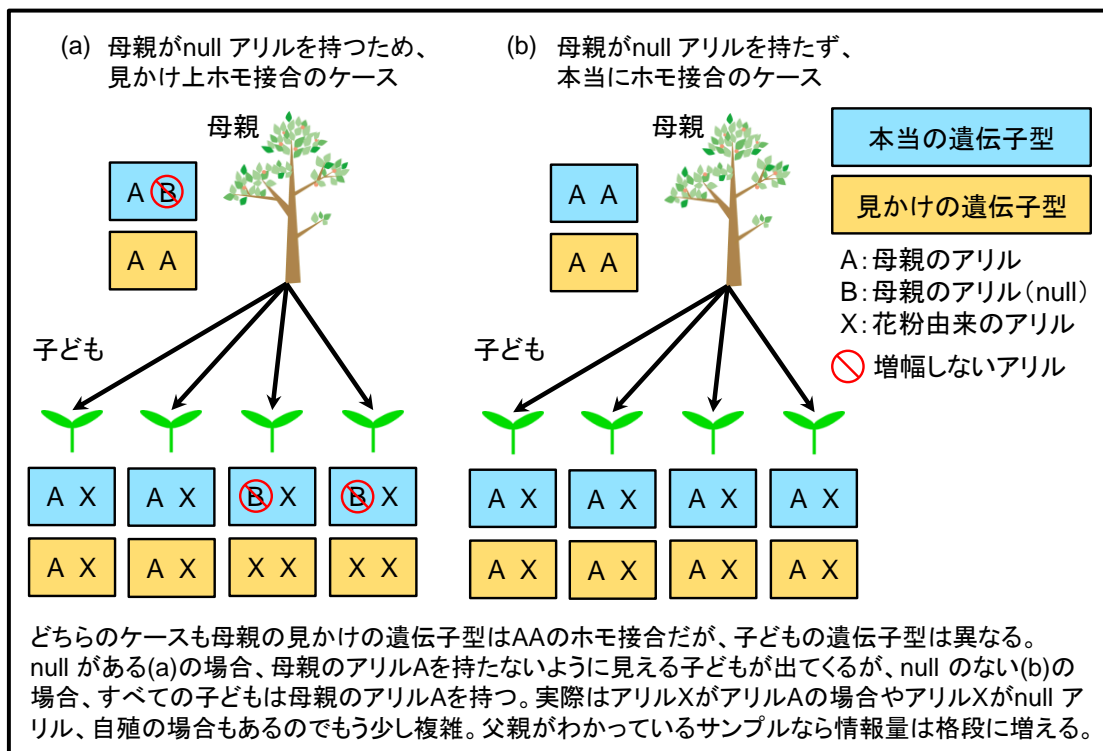 (a) 母親がnull アリルを持つため、
見かけ上ホモ接合のケース
(b) 母親がnull アリルを持たず、
本当にホモ接合のケース
母親
母親
本当の遺伝子型
見かけの遺伝子型
A B
A A
A A
A A
A:母親のアリル
B:母親のアリル(null)
X:花粉由来のアリル
増幅しないアリル
子ども
子ども
A X A X B X B X
A X A X X X X X
A X A X A X A X
A X A X A X A X
どちらのケースも母親の見かけの遺伝子型はAAのホモ接合だが、子どもの遺伝子型は異なる。
null がある(a)の場合、母親のアリルAを持たないように見える子どもが出てくるが、null のない(b)の
場合、すべての子どもは母親のアリルAを持つ。実際はアリルXがアリルAの場合やアリルXがnull ア
リル、自殖の場合もあるのでもう少し複雑。父親がわかっているサンプルなら情報量は格段に増える。